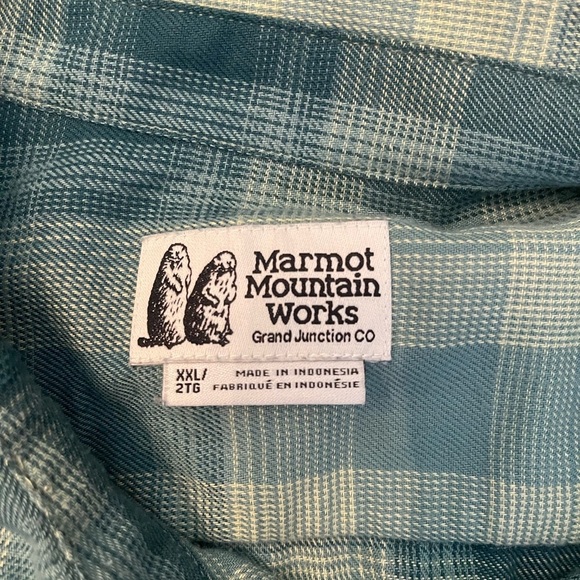 Marmot
Mountain
Works
Grand Junction CO
XXL/ MADE IN INDONESIA
2TG FABRIQUÉ EN INDONÉSIE